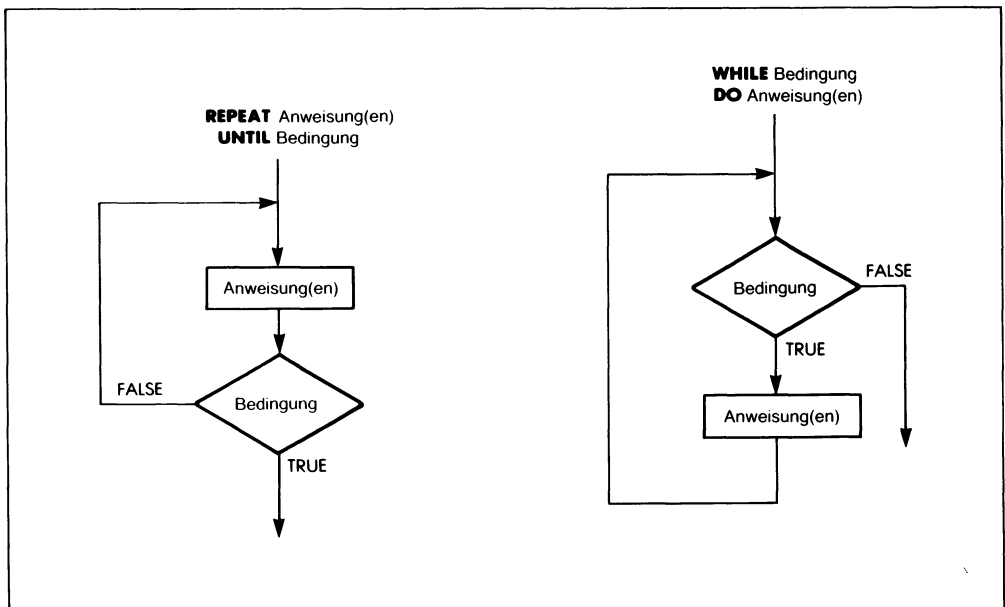 REPEAT Anweisung(en)
UNTIL Bedingung
Anweisung(en)
FALSE
Bedingung
TRUE
WHILE Bedingung
DO Anweisung(en)
Bedingung
FALSE
TRUE
Anweisung(en)